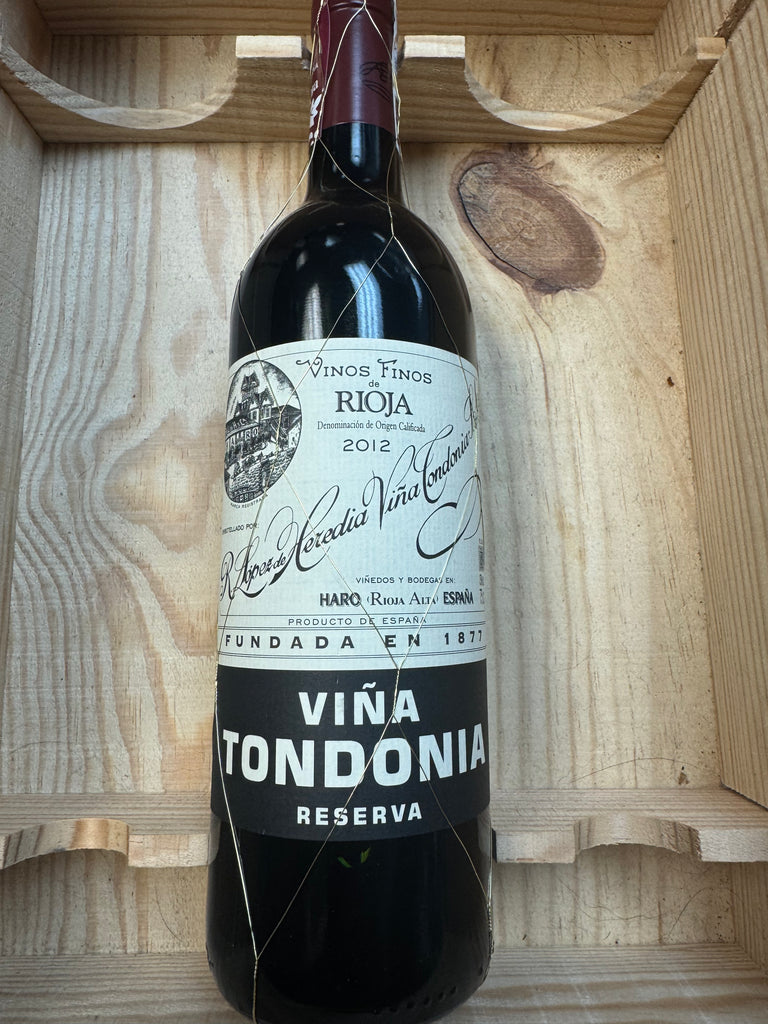 VINOS FINOS
de
RIOJA
Denominación de Origen Calificada
2012
R. López de Heredia Viña Tondonia
VIÑEDOS Y BODEGAS EN:
HARO (RIOJA ALTA) ESPAÑA
PRODUCTO DE ESPAÑA
FUNDADA EN 1877
VIÑA
TONDONIA
RESERVA